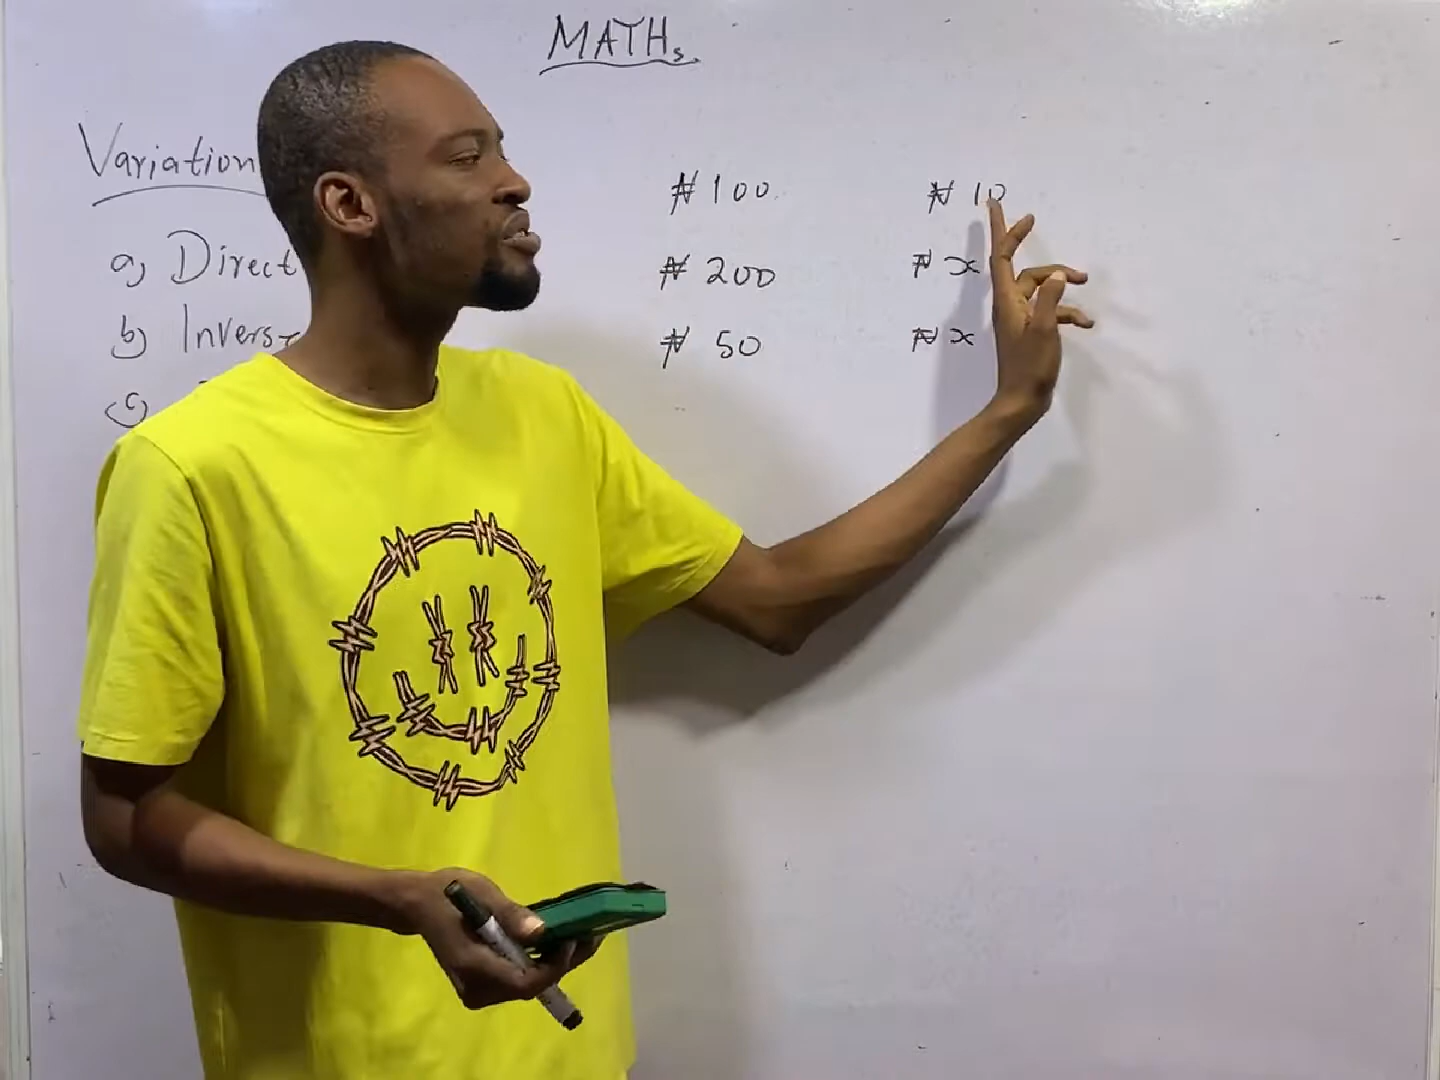 MATHs
Variation
a) Direct
b) Invers
c)
₦ 100 ₦ 10
₦ 200 ₦ x
₦ 50 ₦ x